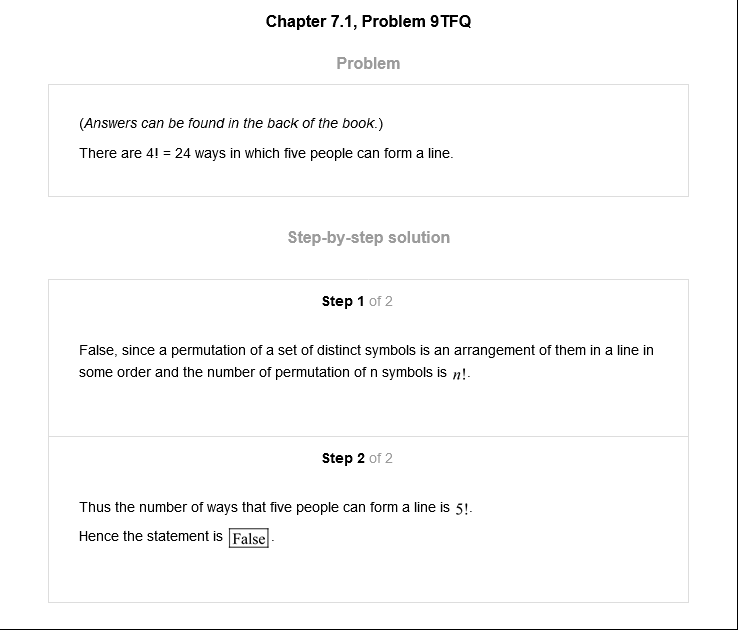 Chapter 7.1, Problem 9TFQ
Problem
(Answers can be found in the back of the book.)
There are 4! = 24 ways in which five people can form a line.
Step-by-step solution
Step 1 of 2
False, since a permutation of a set of distinct symbols is an arrangement of them in a line in
some order and the number of permutation of n symbols is n!.
Step 2 of 2
Thus the number of ways that five people can form a line is 5!.
Hence the statement is False.